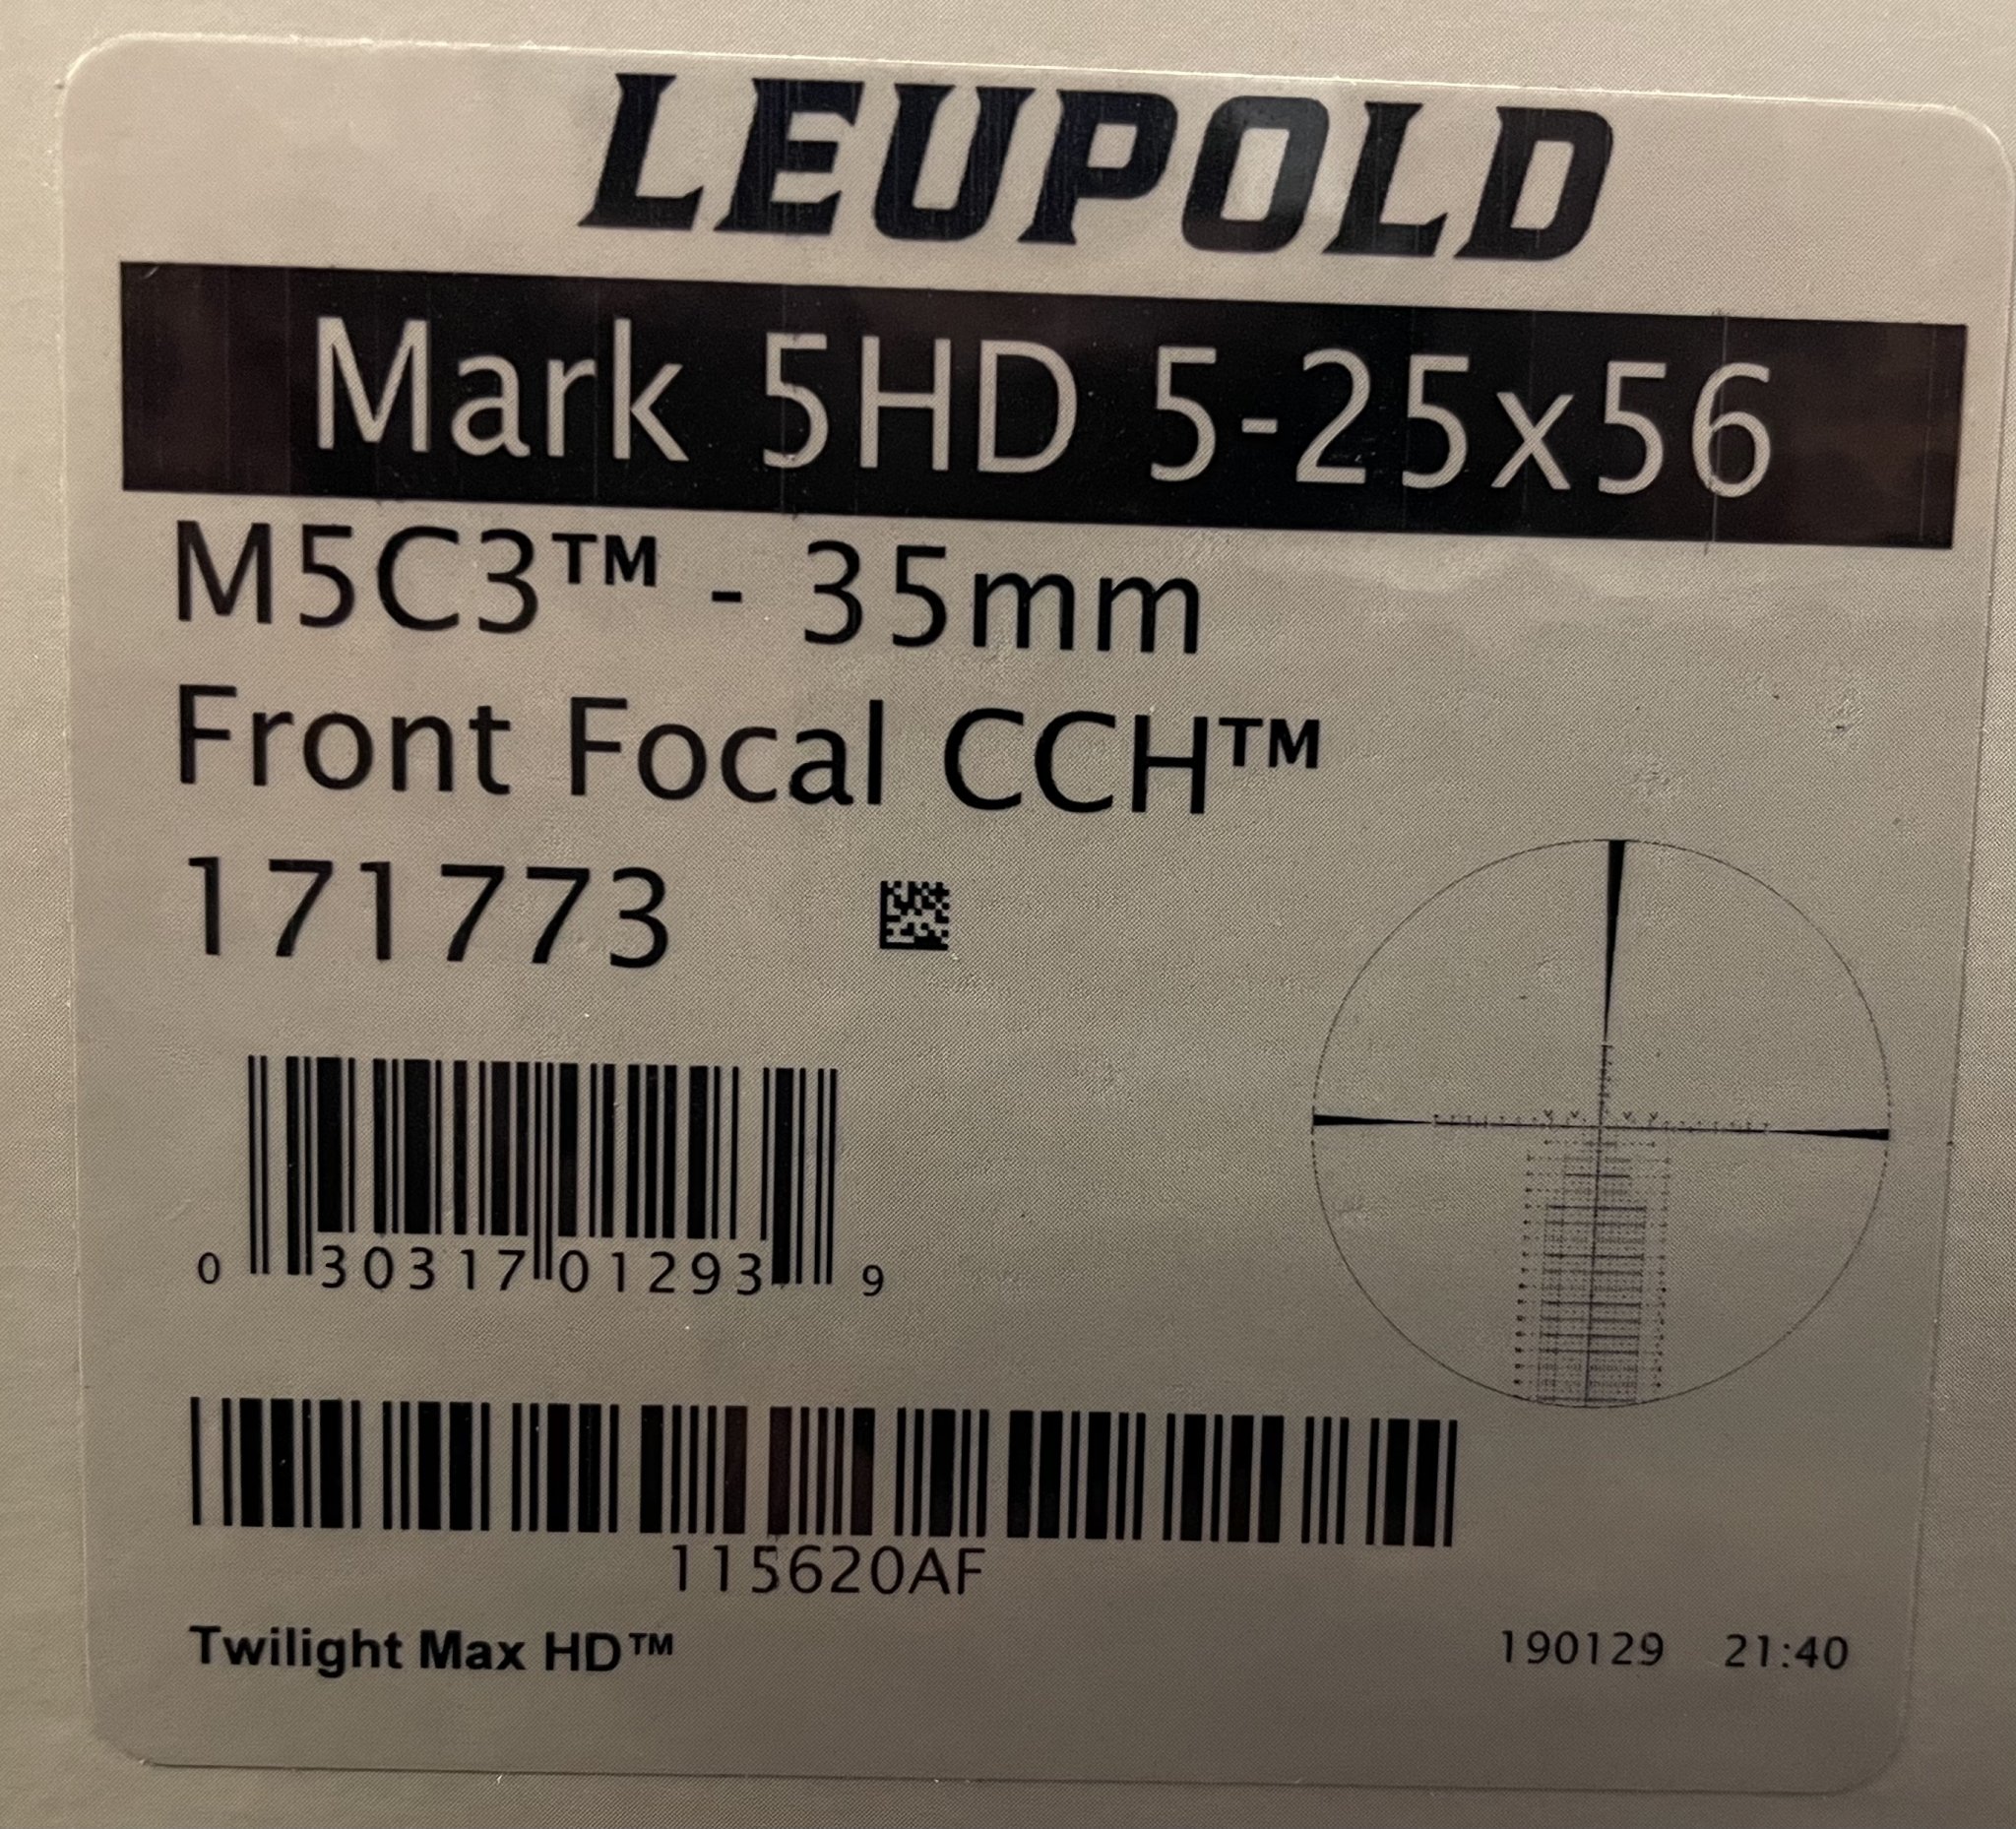 LEUPOLD
Mark 5HD 5-25x56
M5C3™ - 35mm
Front Focal CCH™
171773
0 30317 01293 9
115620AF
Twilight Max HD™ 190129 21:40